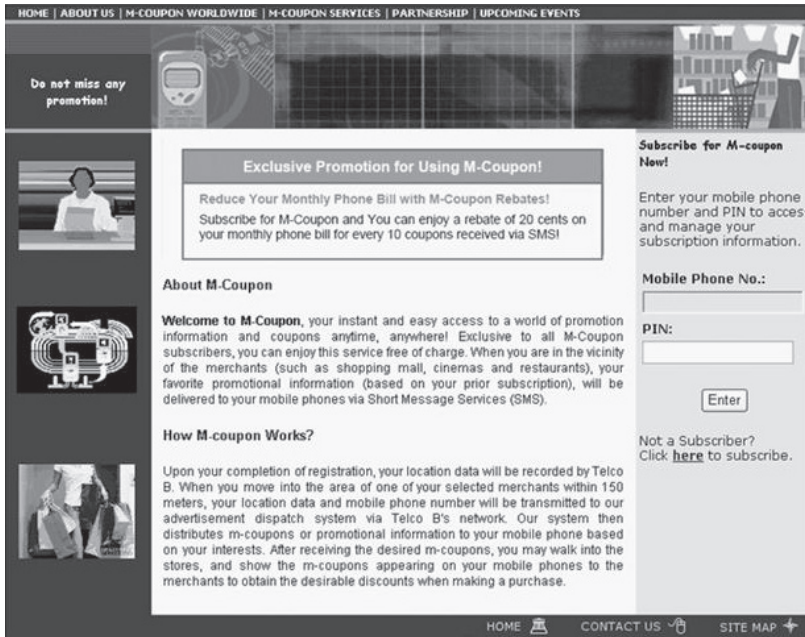 HOME | ABOUT US | M-COUPON WORLDWIDE | M-COUPON SERVICES | PARTNERSHIP | UPCOMING EVENTS
Do not miss any
promotion!
Exclusive Promotion for Using M-Coupon!
Reduce Your Monthly Phone Bill with M-Coupon Rebates!
Subscribe for M-Coupon and You can enjoy a rebate of 20 cents on
your monthly phone bill for every 10 coupons received via SMS!
About M-Coupon
Welcome to M-Coupon, your instant and easy access to a world of promotion
information and coupons anytime, anywhere! Exclusive to all M-Coupon
subscribers, you can enjoy this service free of charge. When you are in the vicinity
of the merchants (such as shopping mall, cinemas and restaurants), your
favorite promotional information (based on your prior subscription), will be
delivered to your mobile phones via Short Message Services (SMS).
How M-coupon Works?
Upon your completion of registration, your location data will be recorded by Telco
B. When you move into the area of one of your selected merchants within 150
meters, your location data and mobile phone number will be transmitted to our
advertisement dispatch system via Telco B's network. Our system then
distributes m-coupons or promotional information to your mobile phone based
on your interests. After receiving the desired m-coupons, you may walk into the
stores, and show the m-coupons appearing on your mobile phones to the
merchants to obtain the desirable discounts when making a purchase.
Subscribe for M-coupon
Now!
Enter your mobile phone
number and PIN to acces
and manage your
subscription information.
Mobile Phone No.:
PIN:
Enter
Not a Subscriber?
Click here to subscribe.
HOME CONTACT US SITE MAP